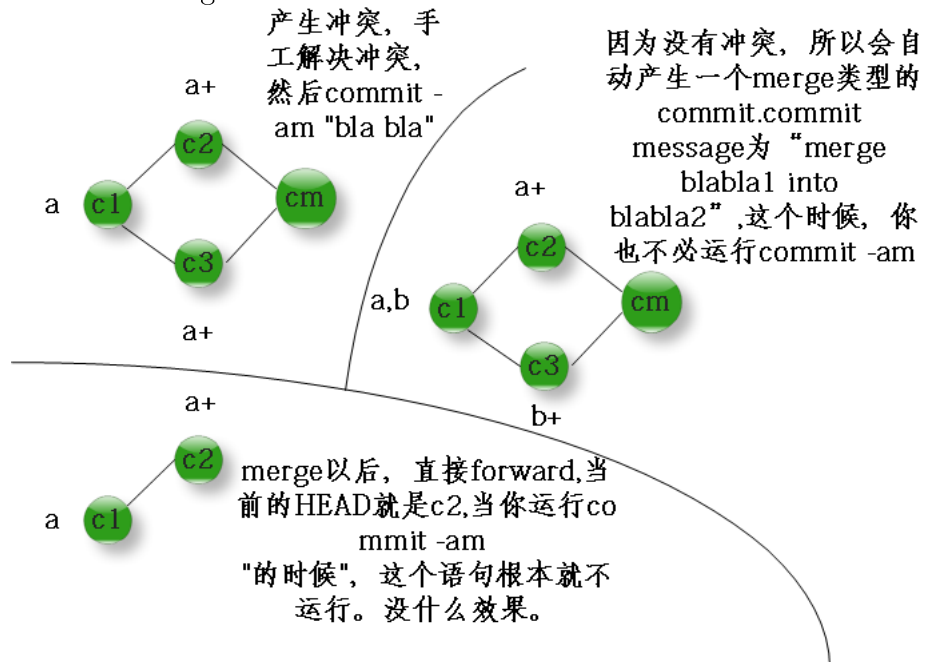 g
产生冲突，手
工解决冲突，
然后commit -
am "bla bla"
a+
c2
a
c1
cm
c3
a+
因为没有冲突，所以会自
动产生一个merge类型的
commit.commit
message为“merge
blabla1 into
blabla2”,这个时候，你
也不必运行commit -am
a+
c2
a,b
c1
cm
c3
b+
a+
c2
a
c1
merge以后，直接forward,当
前的HEAD就是c2,当你运行co
mmit -am
"的时候"，这个语句根本就不
运行。没什么效果。